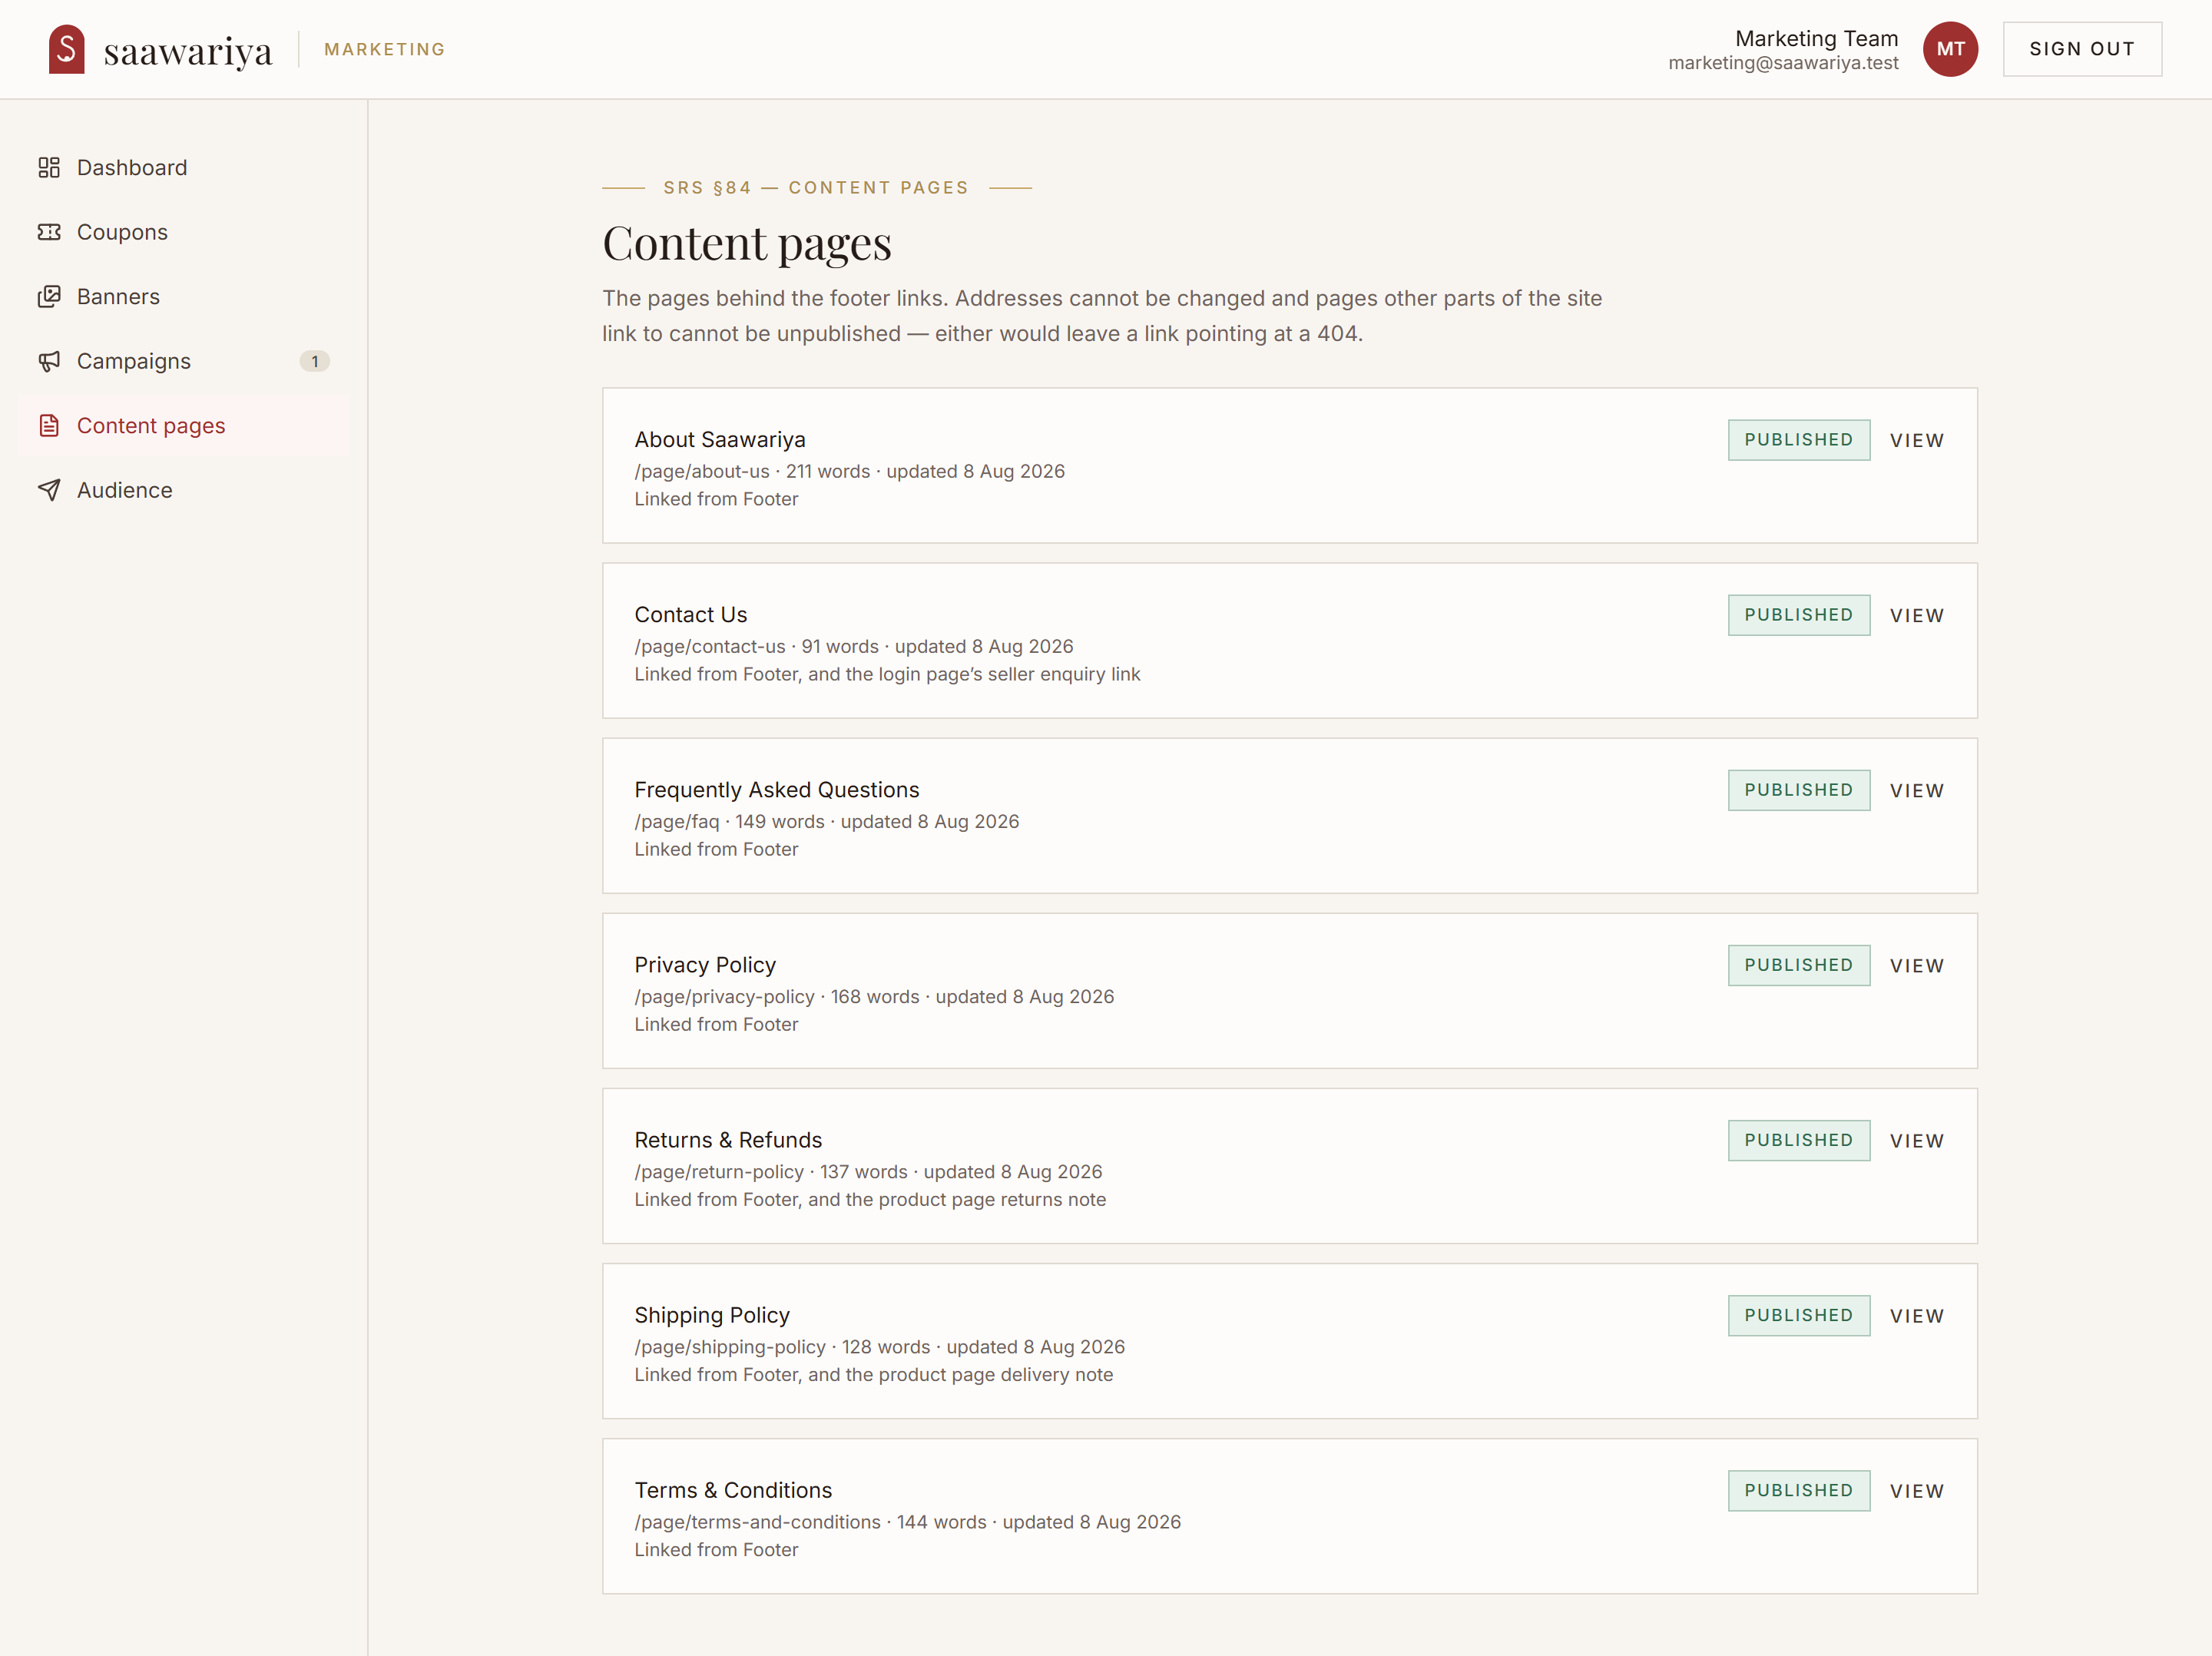 saawariya
MARKETING
Marketing Team
marketing@saawariya.test
MT
SIGN OUT
Dashboard
Coupons
Banners
Campaigns 1
Content pages
Audience
SRS §84 — CONTENT PAGES
Content pages
The pages behind the footer links. Addresses cannot be changed and pages other parts of the site
link to cannot be unpublished — either would leave a link pointing at a 404.
About Saawariya
PUBLISHED VIEW
/page/about-us · 211 words · updated 8 Aug 2026
Linked from Footer
Contact Us
PUBLISHED VIEW
/page/contact-us · 91 words · updated 8 Aug 2026
Linked from Footer, and the login page’s seller enquiry link
Frequently Asked Questions
PUBLISHED VIEW
/page/faq · 149 words · updated 8 Aug 2026
Linked from Footer
Privacy Policy
PUBLISHED VIEW
/page/privacy-policy · 168 words · updated 8 Aug 2026
Linked from Footer
Returns & Refunds
PUBLISHED VIEW
/page/return-policy · 137 words · updated 8 Aug 2026
Linked from Footer, and the product page returns note
Shipping Policy
PUBLISHED VIEW
/page/shipping-policy · 128 words · updated 8 Aug 2026
Linked from Footer, and the product page delivery note
Terms & Conditions
PUBLISHED VIEW
/page/terms-and-conditions · 144 words · updated 8 Aug 2026
Linked from Footer